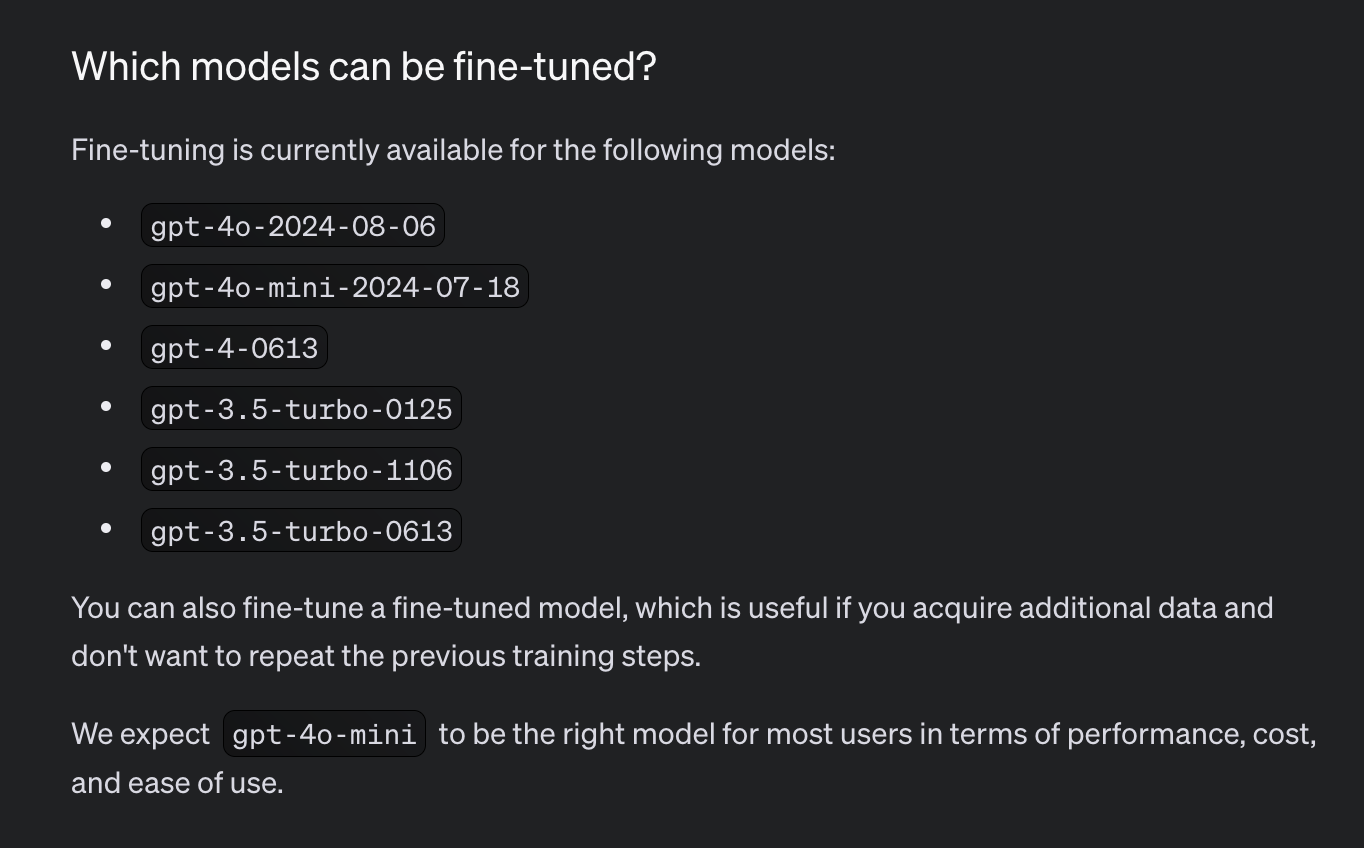 Which models can be fine-tuned?
Fine-tuning is currently available for the following models:
• gpt-4o-2024-08-06
• gpt-4o-mini-2024-07-18
• gpt-4-0613
• gpt-3.5-turbo-0125
• gpt-3.5-turbo-1106
• gpt-3.5-turbo-0613
You can also fine-tune a fine-tuned model, which is useful if you acquire additional data and
don't want to repeat the previous training steps.
We expect gpt-4o-mini to be the right model for most users in terms of performance, cost,
and ease of use.